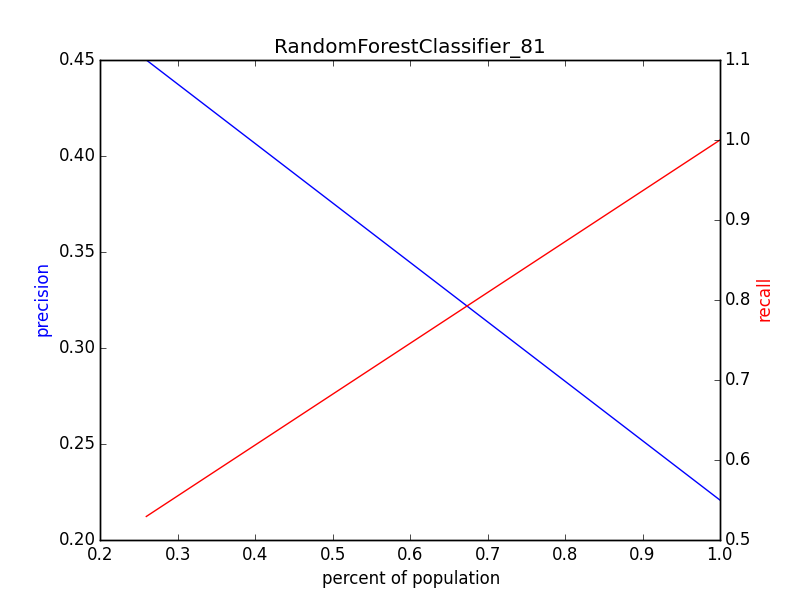 RandomForestClassifier_81
0.45
0.40
0.35
0.30
0.25
0.20
precision
1.1
1.0
0.9
0.8
0.7
0.6
0.5
recall
0.2 0.3 0.4 0.5 0.6 0.7 0.8 0.9 1.0
percent of population